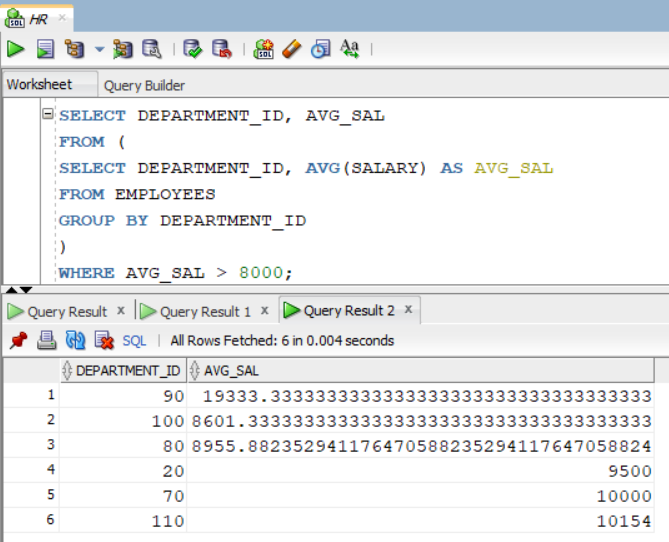 HR
SQL
Aa
Worksheet Query Builder
SELECT DEPARTMENT_ID, AVG_SAL
FROM (
SELECT DEPARTMENT_ID, AVG(SALARY) AS AVG_SAL
FROM EMPLOYEES
GROUP BY DEPARTMENT_ID
)
WHERE AVG_SAL > 8000;
Query Result x Query Result 1 x Query Result 2 x
SQL | All Rows Fetched: 6 in 0.004 seconds
DEPARTMENT_ID AVG_SAL
1 90 19333.3333333333333333333333333333333333
2 100 8601.33333333333333333333333333333333333
3 80 8955.88235294117647058823529411764705882
4 20 9500
5 70 10000
6 110 10154